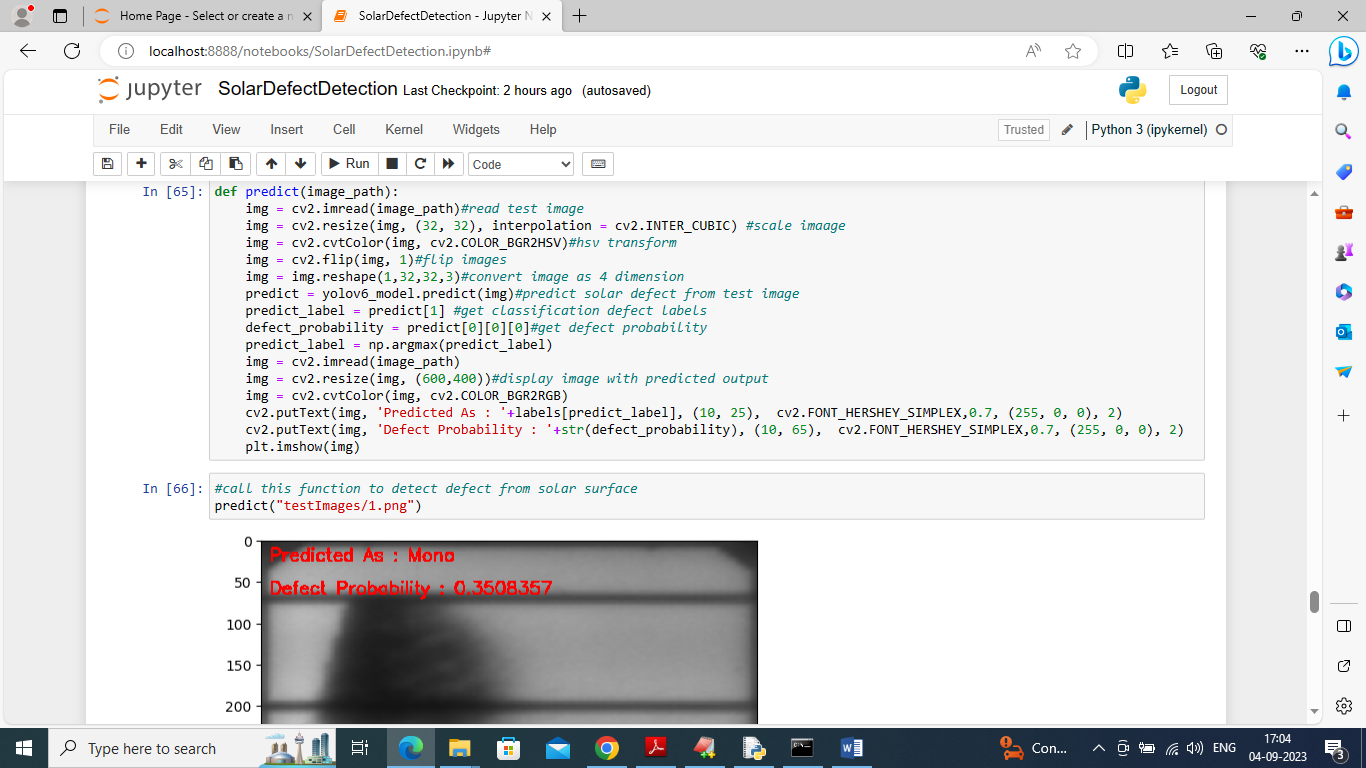 Home Page - Select or create a n
SolarDefectDetection - Jupyter N
localhost:8888/notebooks/SolarDefectDetection.ipynb#
jupyter SolarDefectDetection Last Checkpoint: 2 hours ago (autosaved)
Logout
File Edit View Insert Cell Kernel Widgets Help
Trusted
Python 3 (ipykernel)
Run
Code
In [65]: def predict(image_path):
    img = cv2.imread(image_path)#read test image
    img = cv2.resize(img, (32, 32), interpolation = cv2.INTER_CUBIC) #scale imaage
    img = cv2.cvtColor(img, cv2.COLOR_BGR2HSV)#hsv transform
    img = cv2.flip(img, 1)#flip images
    img = img.reshape(1,32,32,3)#convert image as 4 dimension
    predict = yolov6_model.predict(img)#predict solar defect from test image
    predict_label = predict[1] #get classification defect labels
    defect_probability = predict[0][0][0]#get defect probability
    predict_label = np.argmax(predict_label)
    img = cv2.imread(image_path)
    img = cv2.resize(img, (600,400))#display image with predicted output
    img = cv2.cvtColor(img, cv2.COLOR_BGR2RGB)
    cv2.putText(img, 'Predicted As : '+labels[predict_label], (10, 25),  cv2.FONT_HERSHEY_SIMPLEX,0.7, (255, 0, 0), 2)
    cv2.putText(img, 'Defect Probability : '+str(defect_probability), (10, 65),  cv2.FONT_HERSHEY_SIMPLEX,0.7, (255, 0, 0), 2)
    plt.imshow(img)
In [66]: #call this function to detect defect from solar surface
predict("testImages/1.png")
0
Predicted As : Mono
50
Defect Probability : 0.3508357
100
150
200
Type here to search
Con...
ENG
17:04
04-09-2023
3